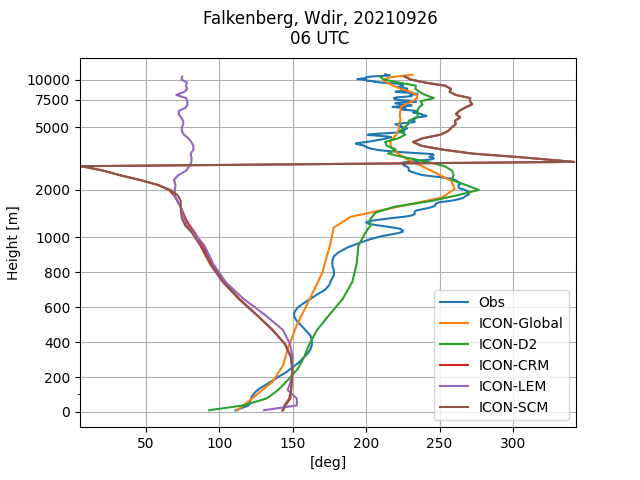 Falkenberg, Wdir, 20210926
06 UTC
10000
7500
5000
2000
1000
800
600
400
200
0
Height [m]
50
100
150
200
250
300
[deg]
Obs
ICON-Global
ICON-D2
ICON-CRM
ICON-LEM
ICON-SCM